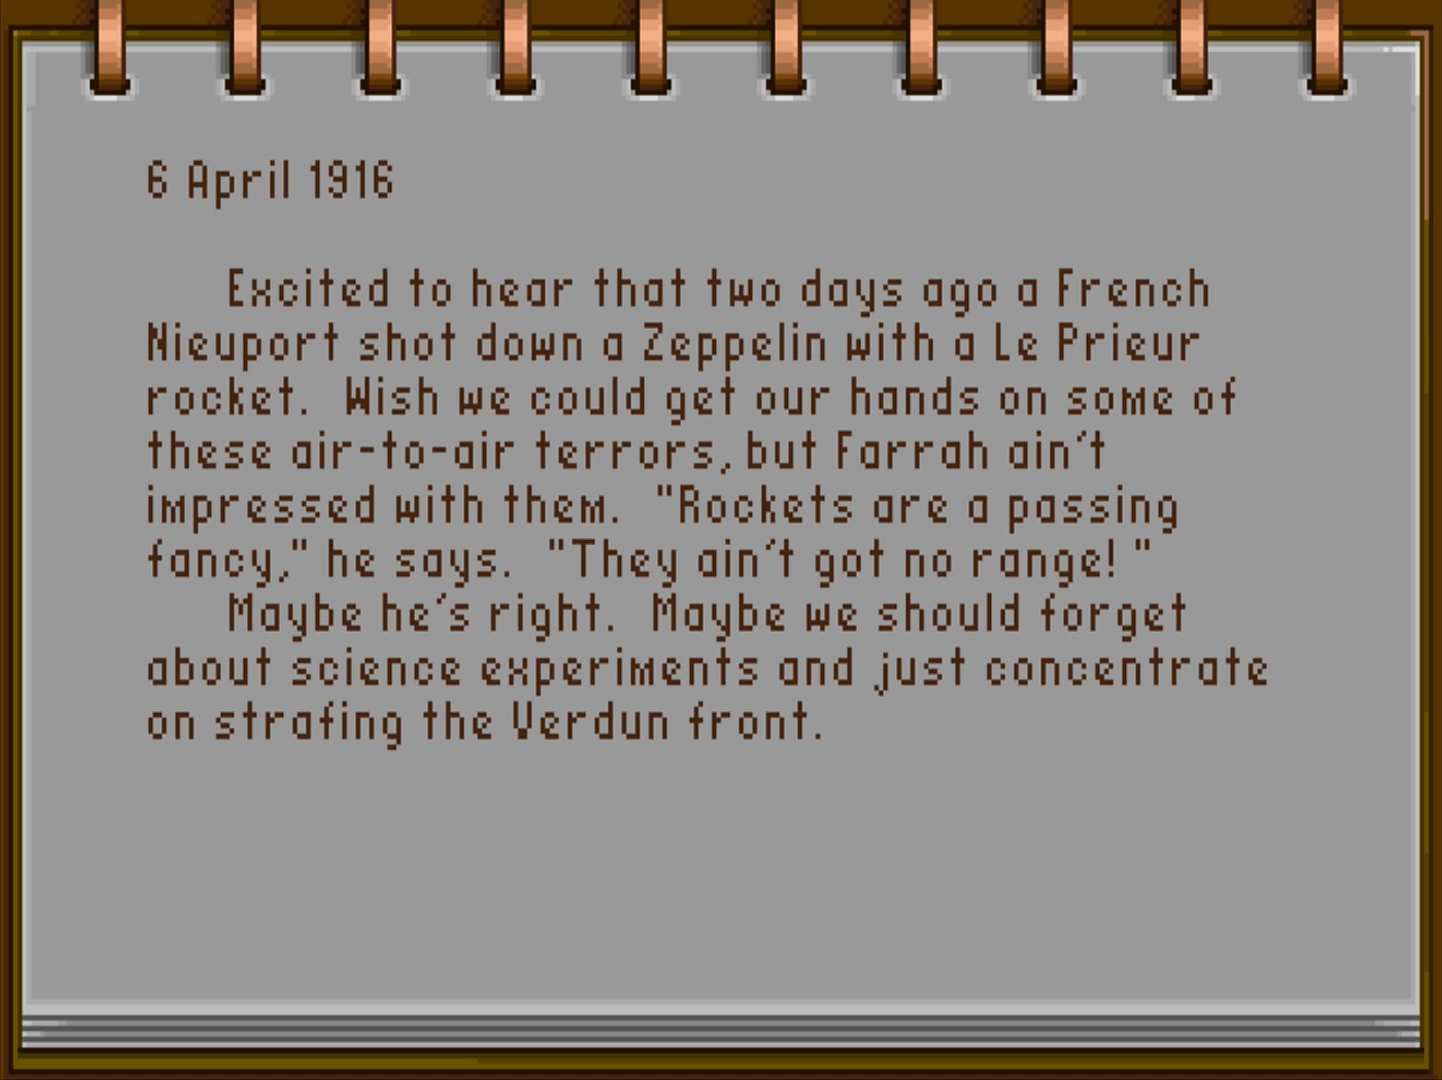 6 April 1916
Excited to hear that two days ago a French
Nieuport shot down a Zeppelin with a Le Prieur
rocket.  Wish we could get our hands on some of
these air-to-air terrors, but Farrah ain't
impressed with them.  "Rockets are a passing
fancy," he says.  "They ain't got no range! "
Maybe he's right.  Maybe we should forget
about science experiments and just concentrate
on strafing the Verdun front.